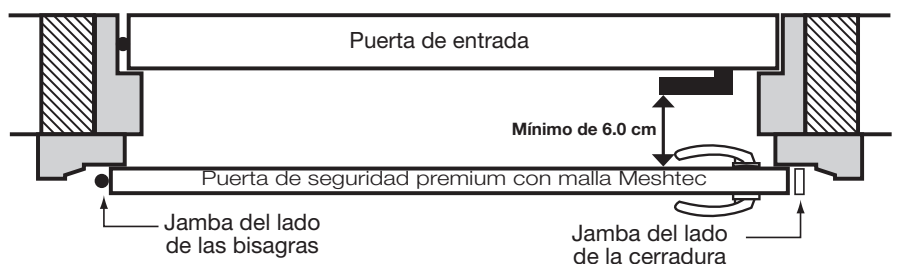 Puerta de entrada
Mínimo de 6.0 cm
Puerta de seguridad premium con malla Meshtec
Jamba del lado
de las bisagras
Jamba del lado
de la cerradura